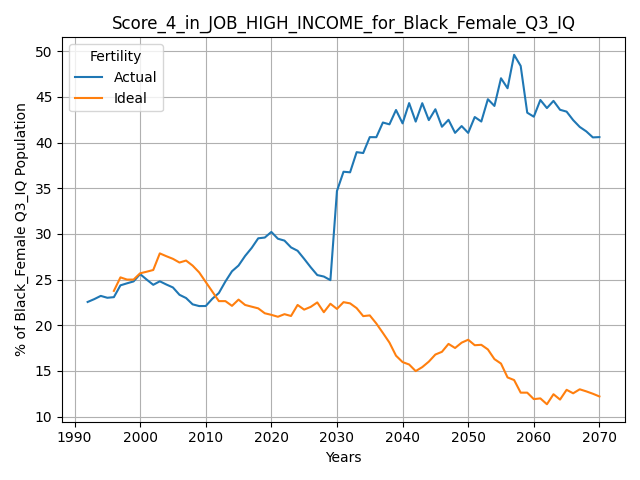 Score_4_in_JOB_HIGH_INCOME_for_Black_Female_Q3_IQ
Fertility
Actual
Ideal
% of Black_Female Q3_IQ Population
50
45
40
35
30
25
20
15
10
1990 2000 2010 2020 2030 2040 2050 2060 2070
Years